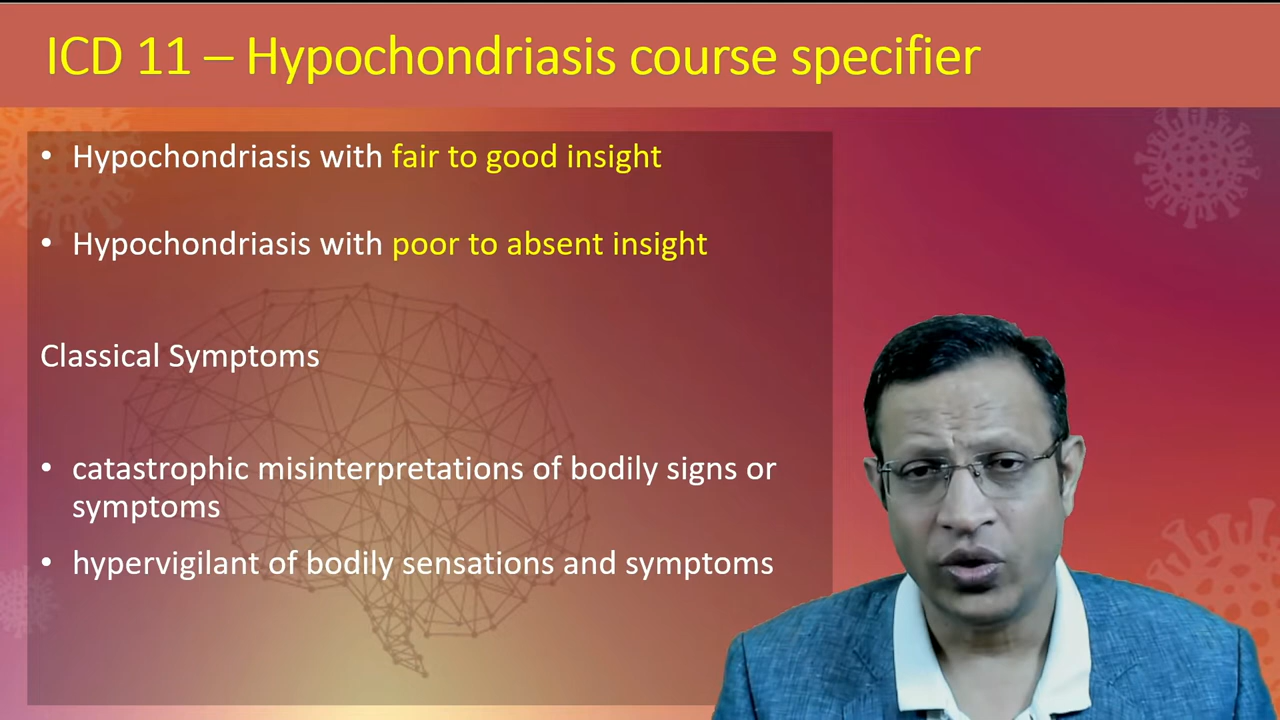 ICD 11 – Hypochondriasis course specifier
• Hypochondriasis with fair to good insight
• Hypochondriasis with poor to absent insight
Classical Symptoms
• catastrophic misinterpretations of bodily signs or
symptoms
• hypervigilant of bodily sensations and symptoms